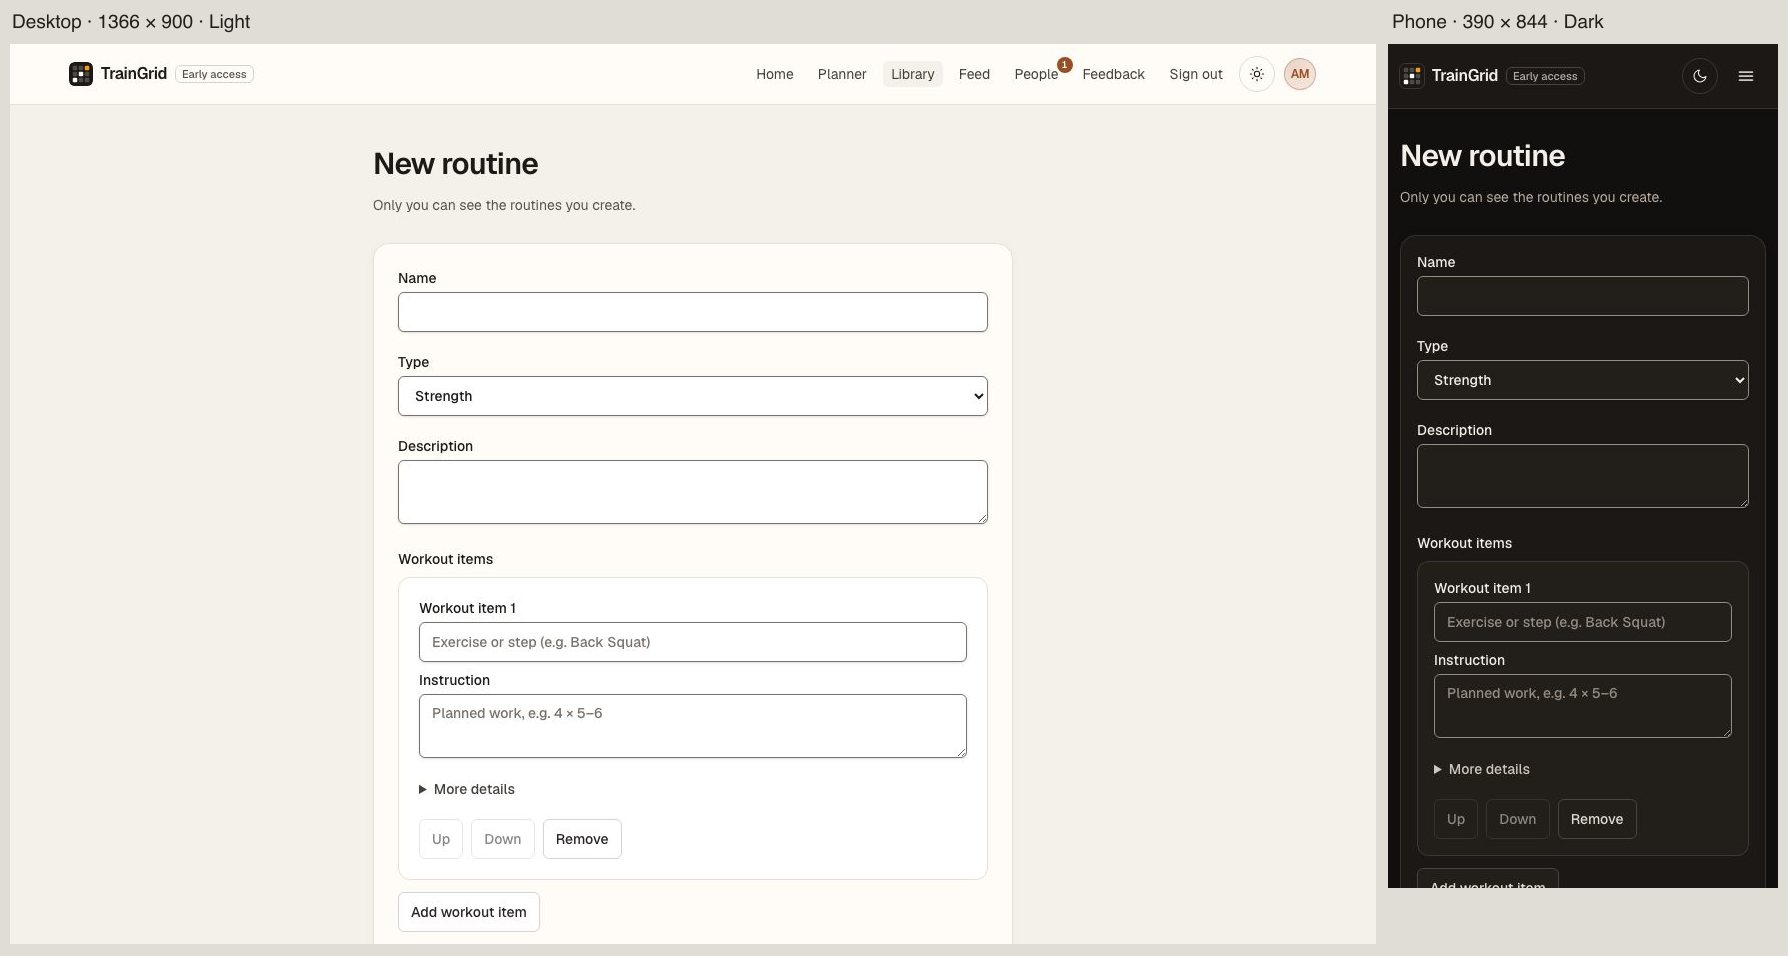 Desktop · 1366 × 900 · Light
TrainGrid Early access
Home Planner Library Feed People 1 Feedback Sign out AM
New routine
Only you can see the routines you create.
Name
Type
Strength
Description
Workout items
Workout item 1
Exercise or step (e.g. Back Squat)
Instruction
Planned work, e.g. 4 × 5–6
More details
Up Down Remove
Add workout item
Phone · 390 × 844 · Dark
TrainGrid Early access
New routine
Only you can see the routines you create.
Name
Type
Strength
Description
Workout items
Workout item 1
Exercise or step (e.g. Back Squat)
Instruction
Planned work, e.g. 4 × 5–6
More details
Up Down Remove
Add workout item